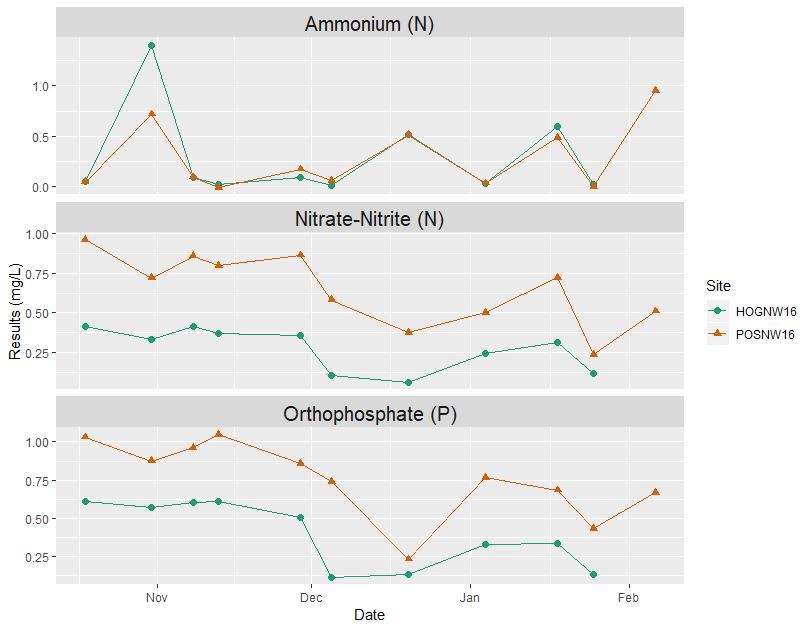 Ammonium (N)
1.0
0.5
0.0
Nitrate-Nitrite (N)
1.00
0.75
0.50
0.25
Orthophosphate (P)
1.00
0.75
0.50
0.25
Results (mg/L)
Nov Dec Jan Feb
Date
Site
HOGNW16
POSNW16